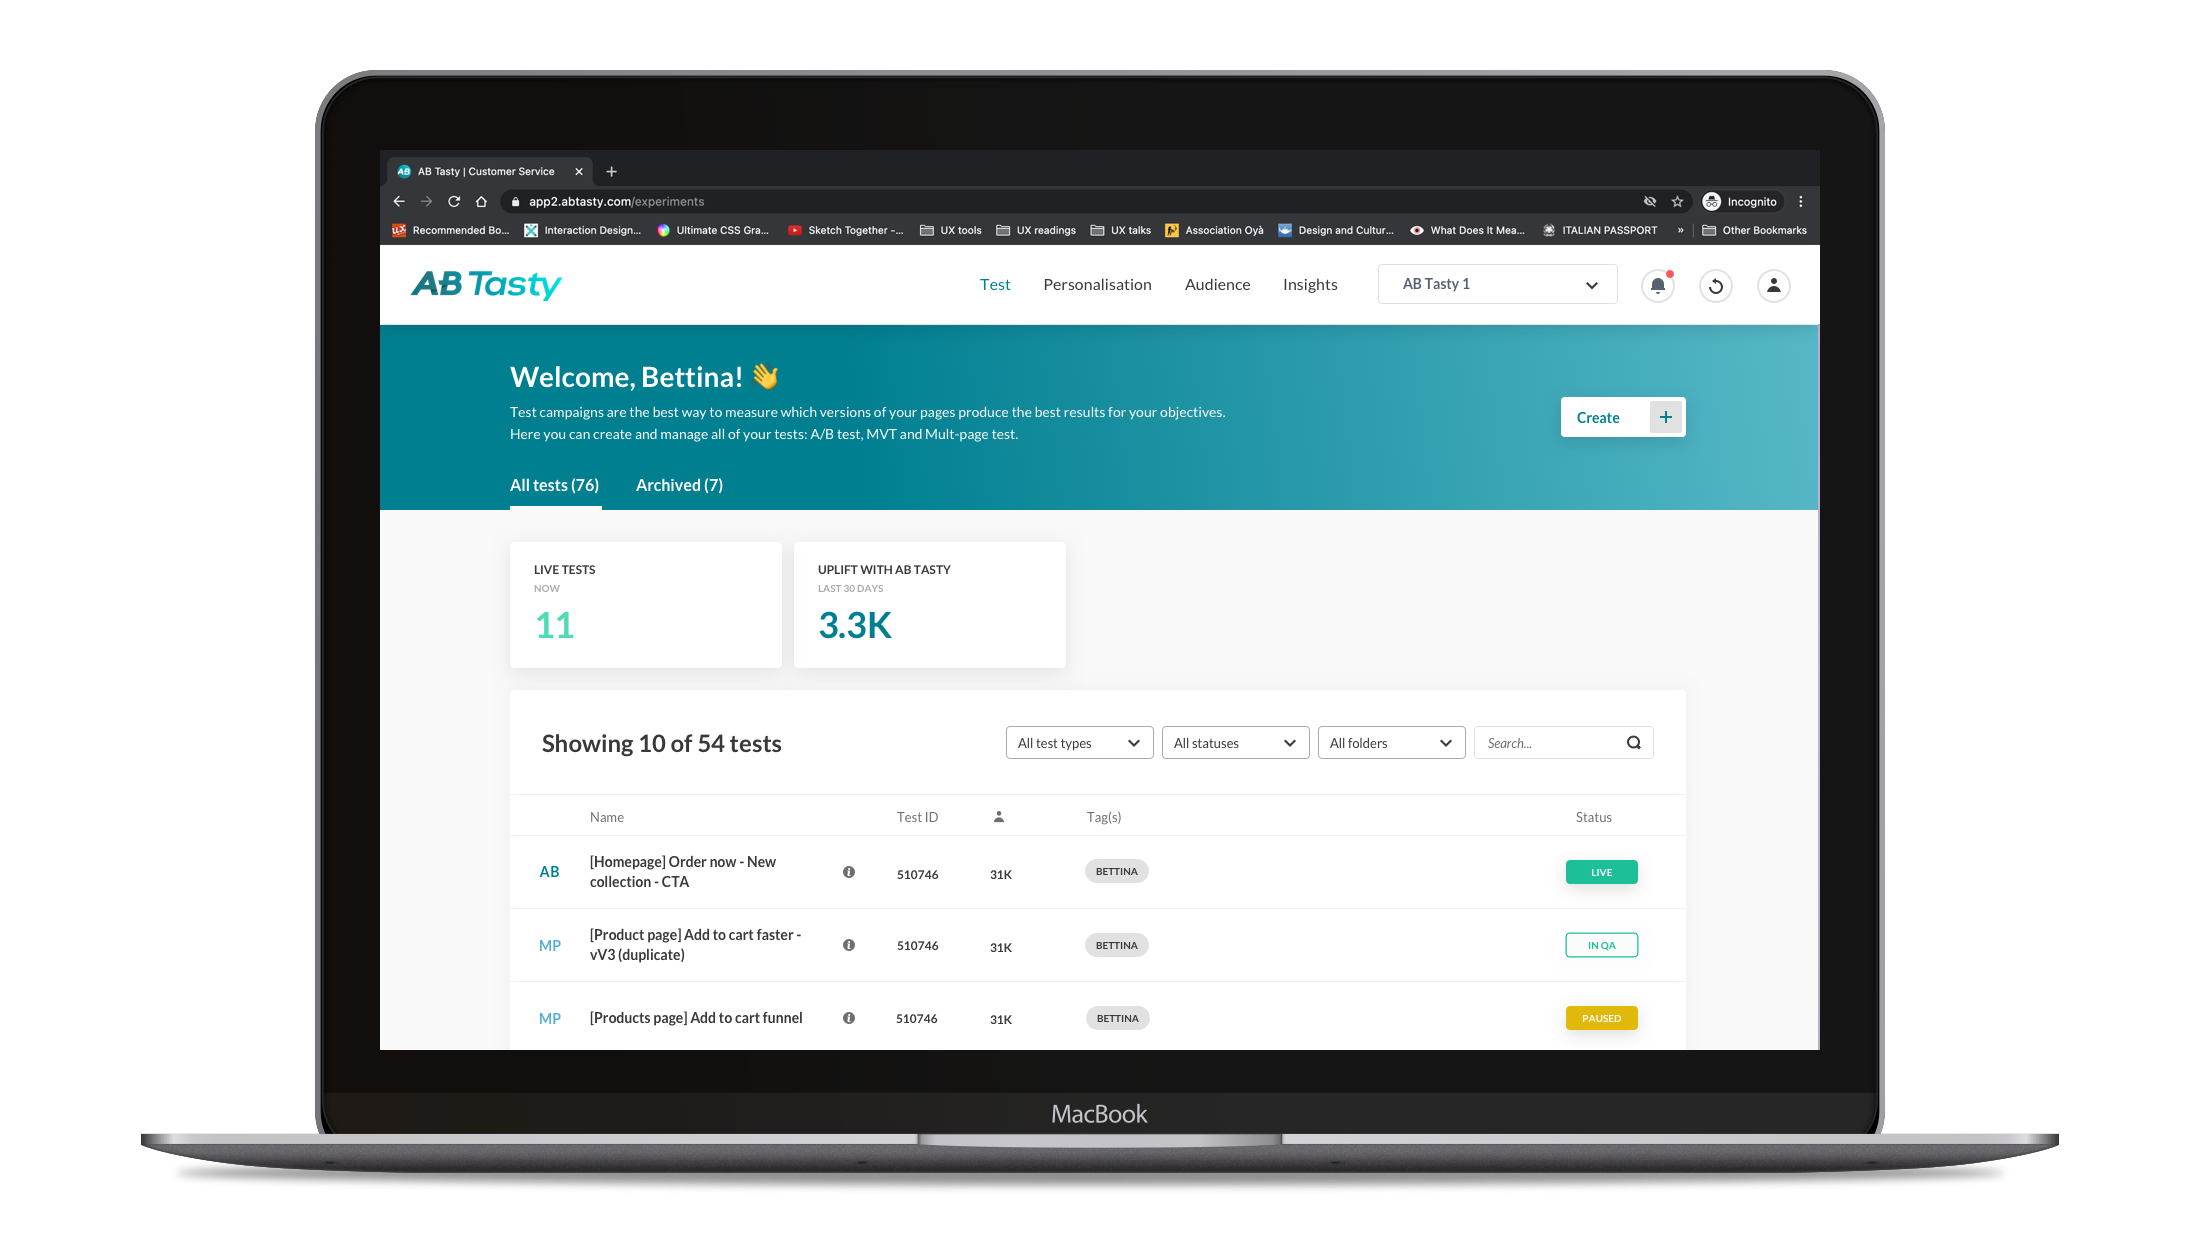 AB Tasty | Customer Service
app2.abtasty.com/experiments
Incognito
Recommended Bo... Interaction Design... Ultimate CSS Gra... Sketch Together -... UX tools UX readings UX talks Association Oyà Design and Cultur... What Does It Mea... ITALIAN PASSPORT » Other Bookmarks
AB Tasty
Test Personalisation Audience Insights AB Tasty 1
Welcome, Bettina! 👋
Test campaigns are the best way to measure which versions of your pages produce the best results for your objectives.
Here you can create and manage all of your tests: A/B test, MVT and Mult-page test.
Create +
All tests (76) Archived (7)
LIVE TESTS
NOW
11
UPLIFT WITH AB TASTY
LAST 30 DAYS
3.3K
Showing 10 of 54 tests
All test types All statuses All folders Search...
Name Test ID Tag(s) Status
AB [Homepage] Order now - New
collection - CTA
510746 31K BETTINA LIVE
MP [Product page] Add to cart faster -
vV3 (duplicate)
510746 31K BETTINA IN QA
MP [Products page] Add to cart funnel 510746 31K BETTINA PAUSED
MacBook